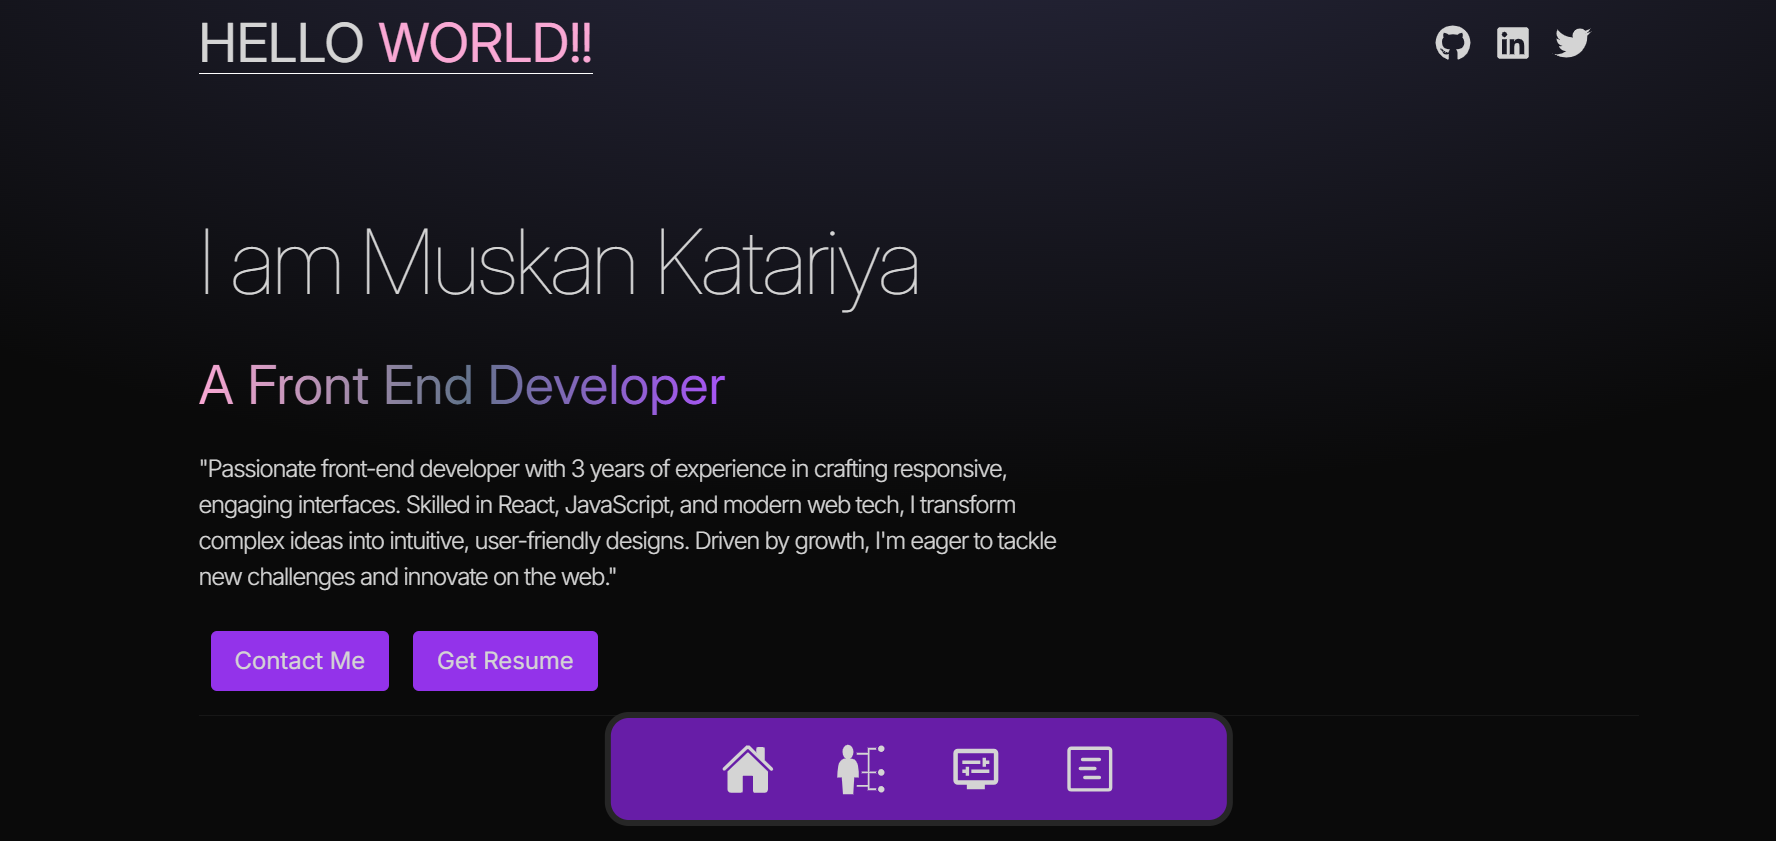 HELLO WORLD!!
I am Muskan Katariya
A Front End Developer
"Passionate front-end developer with 3 years of experience in crafting responsive,
engaging interfaces. Skilled in React, JavaScript, and modern web tech, I transform
complex ideas into intuitive, user-friendly designs. Driven by growth, I'm eager to tackle
new challenges and innovate on the web."
Contact Me
Get Resume